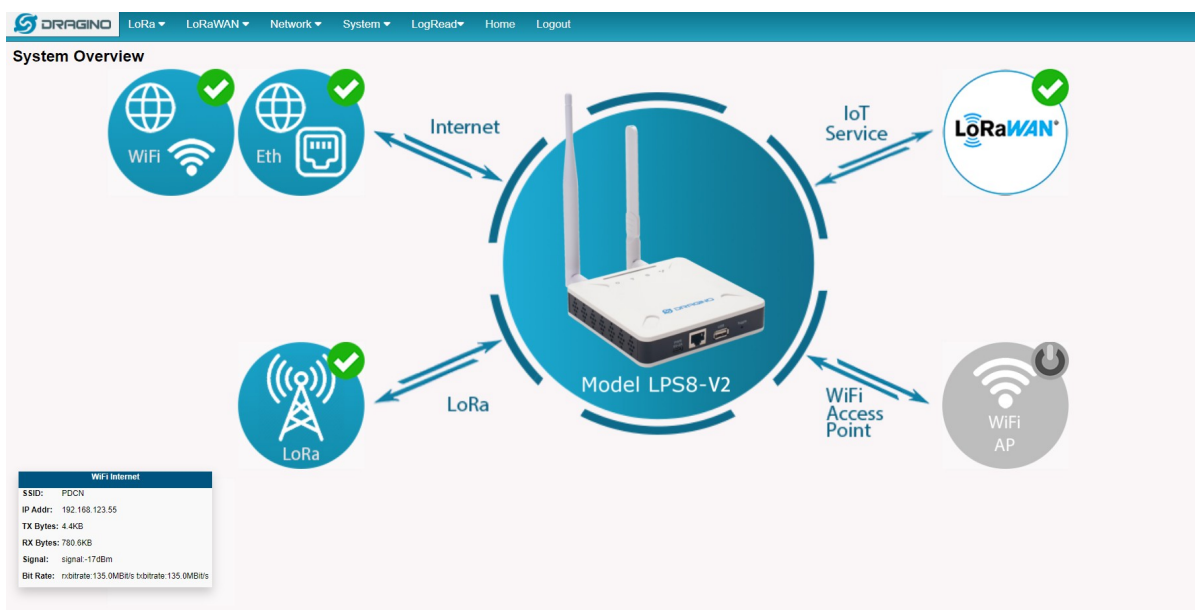 DRAGINO LoRa LoRaWAN Network System LogRead Home Logout
System Overview
WiFi
Eth
Internet
IoT
Service
LoRaWAN
DRAGINO
Model LPS8-V2
LoRa
LoRa
WiFi
Access
Point
WiFi
AP
WiFi Internet
SSID: PDCN
IP Addr: 192.168.123.55
TX Bytes: 4.4KB
RX Bytes: 780.6KB
Signal: signal:-17dBm
Bit Rate: rxbitrate:135.0MBit/s txbitrate:135.0MBit/s